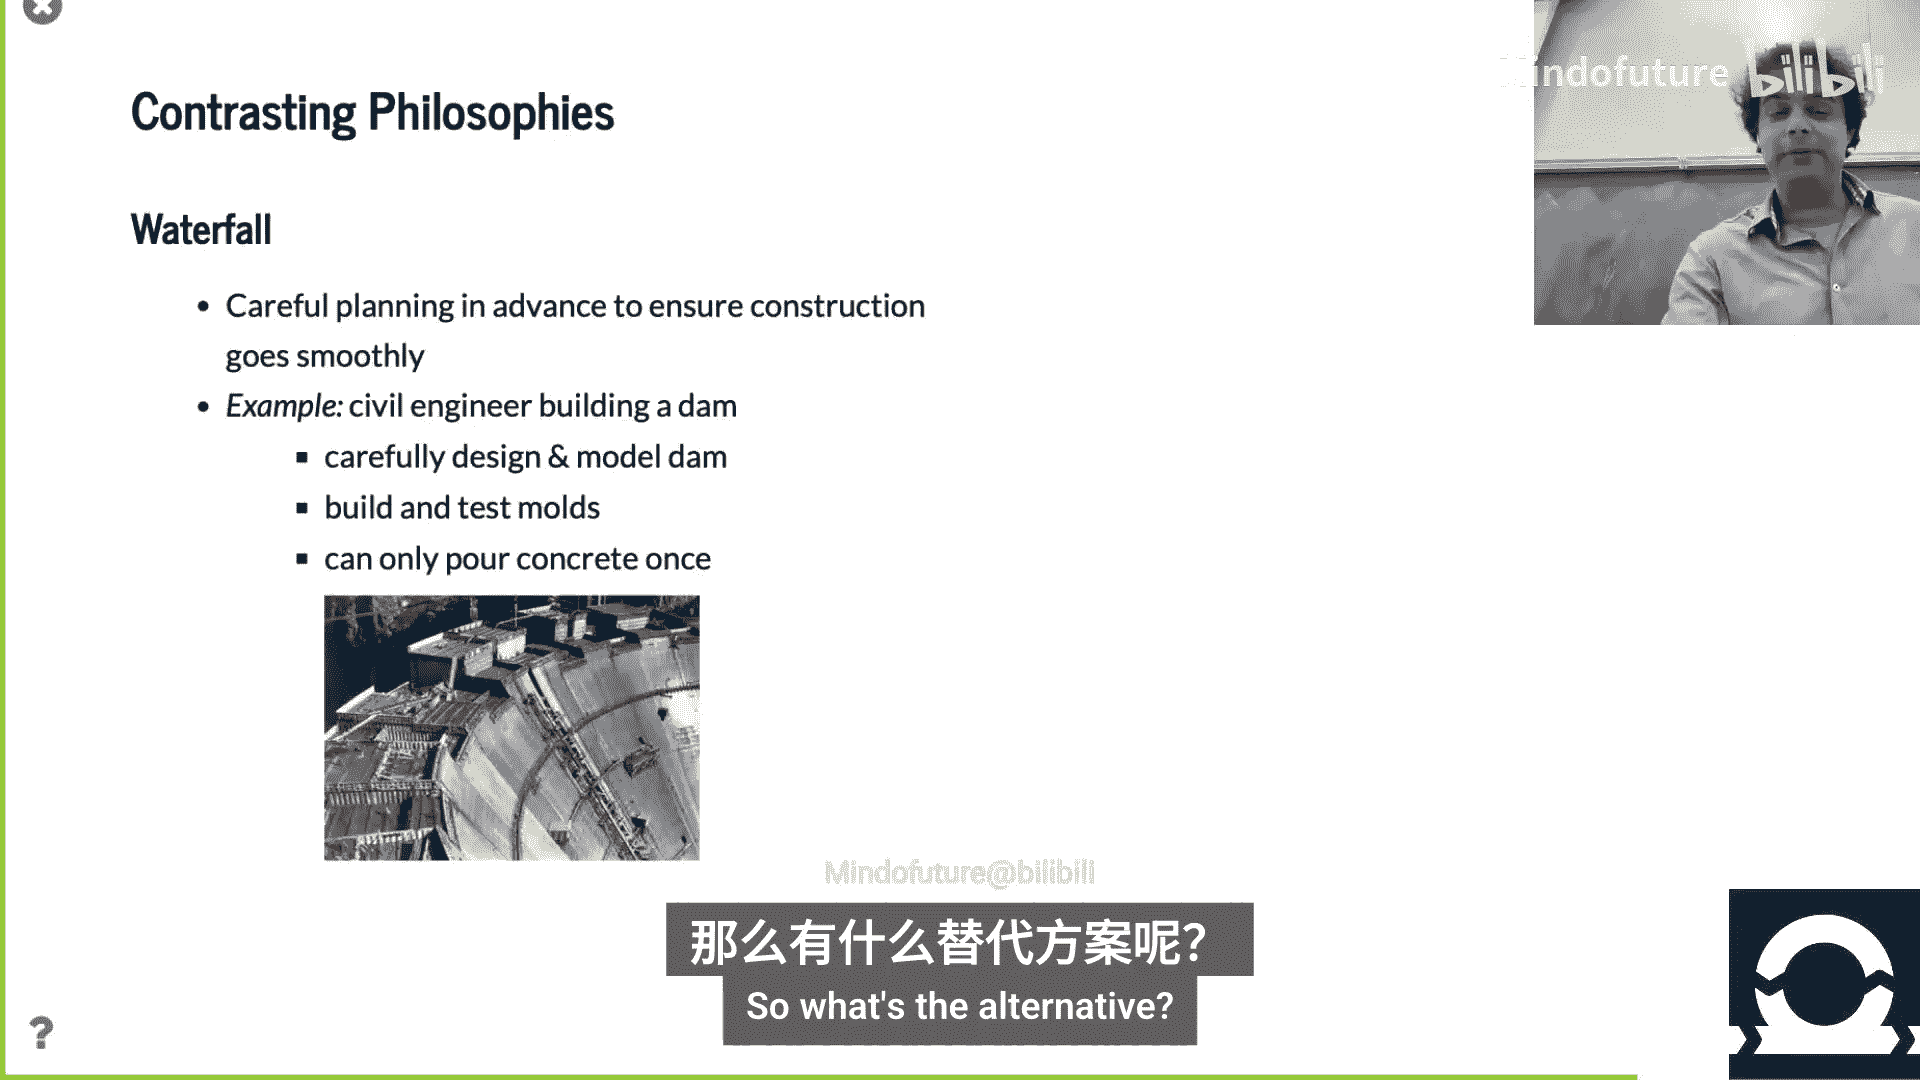 Mindofuture bilibili
Contrasting Philosophies
Waterfall
• Careful planning in advance to ensure construction
goes smoothly
• Example: civil engineer building a dam
▪ carefully design & model dam
▪ build and test molds
▪ can only pour concrete once
Mindofuture@bilibili
那么有什么替代方案呢？
So what's the alternative?
?